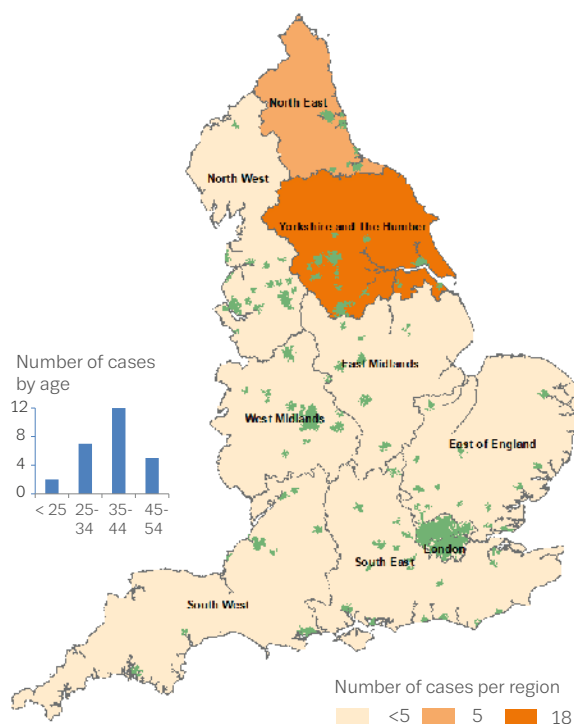 North East
North West
Yorkshire and The Humber
Number of cases
by age
12
8
4
0
< 25
25-
34
35-
44
45-
54
East Midlands
West Midlands
East of England
London
South East
South West
Number of cases per region
<5
5
18